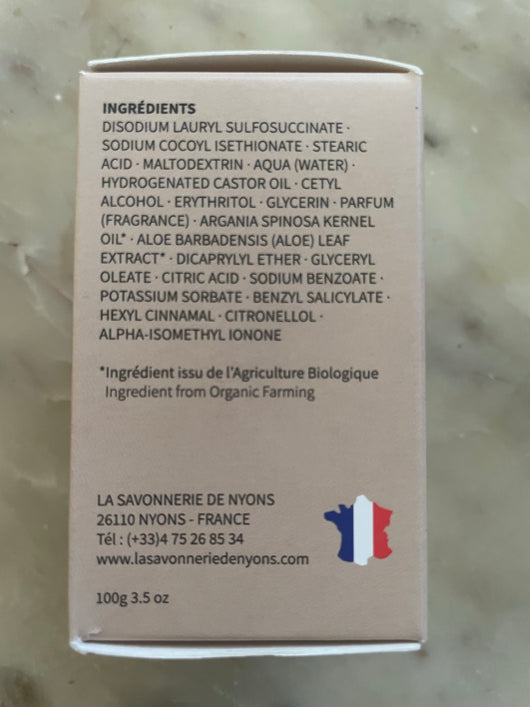 INGRÉDIENTS
DISODIUM LAURYL SULFOSUCCINATE ·
SODIUM COCOYL ISETHIONATE · STEARIC
ACID · MALTODEXTRIN · AQUA (WATER) ·
HYDROGENATED CASTOR OIL · CETYL
ALCOHOL · ERYTHRITOL · GLYCERIN · PARFUM
(FRAGRANCE) · ARGANIA SPINOSA KERNEL
OIL* · ALOE BARBADENSIS (ALOE) LEAF
EXTRACT* · DICAPRYLYL ETHER · GLYCERYL
OLEATE · CITRIC ACID · SODIUM BENZOATE ·
POTASSIUM SORBATE · BENZYL SALICYLATE ·
HEXYL CINNAMAL · CITRONELLOL ·
ALPHA-ISOMETHYL IONONE
*Ingrédient issu de l'Agriculture Biologique
Ingredient from Organic Farming
LA SAVONNERIE DE NYONS
26110 NYONS - FRANCE
Tél : (+33)4 75 26 85 34
www.lasavonneriedenyons.com
100g 3.5 oz